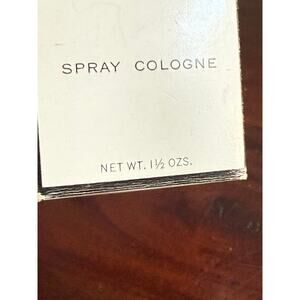 SPRAY COLOGNE
NET WT. 1½ OZS.